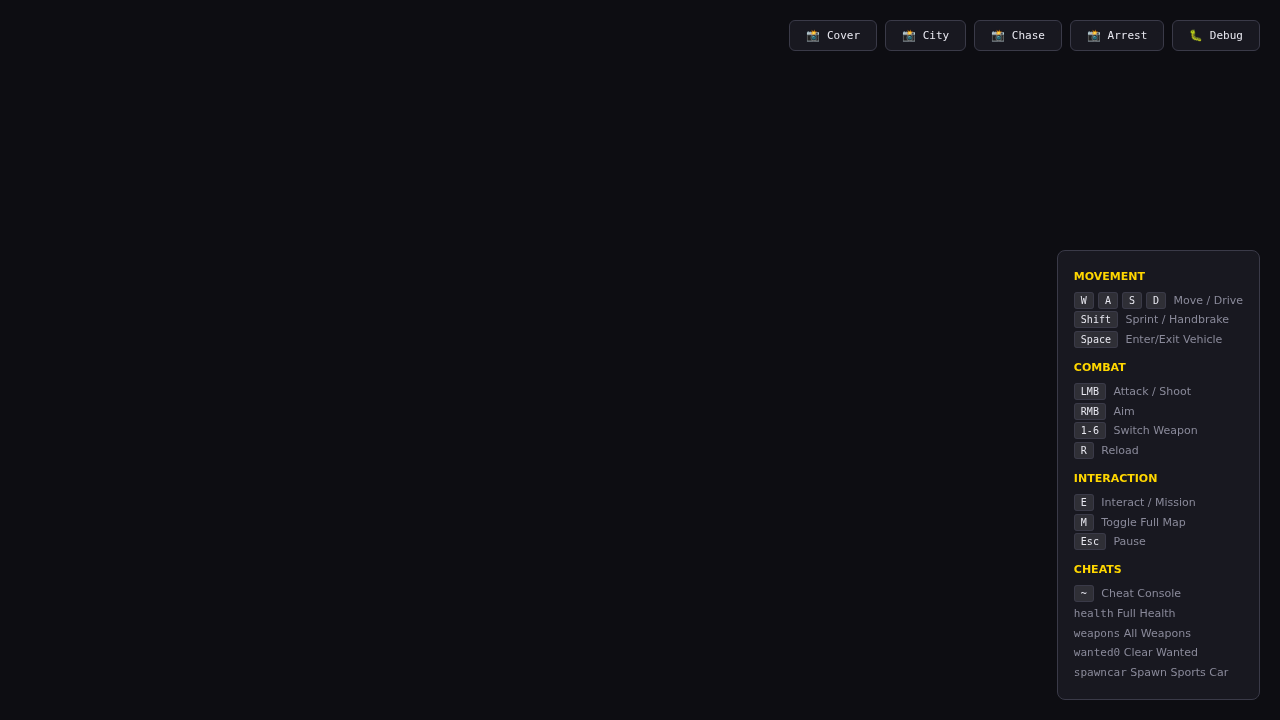 📸 Cover 📸 City 📸 Chase 📸 Arrest 🐛 Debug
MOVEMENT
W A S D Move / Drive
Shift Sprint / Handbrake
Space Enter/Exit Vehicle
COMBAT
LMB Attack / Shoot
RMB Aim
1-6 Switch Weapon
R Reload
INTERACTION
E Interact / Mission
M Toggle Full Map
Esc Pause
CHEATS
~ Cheat Console
health Full Health
weapons All Weapons
wanted0 Clear Wanted
spawncar Spawn Sports Car